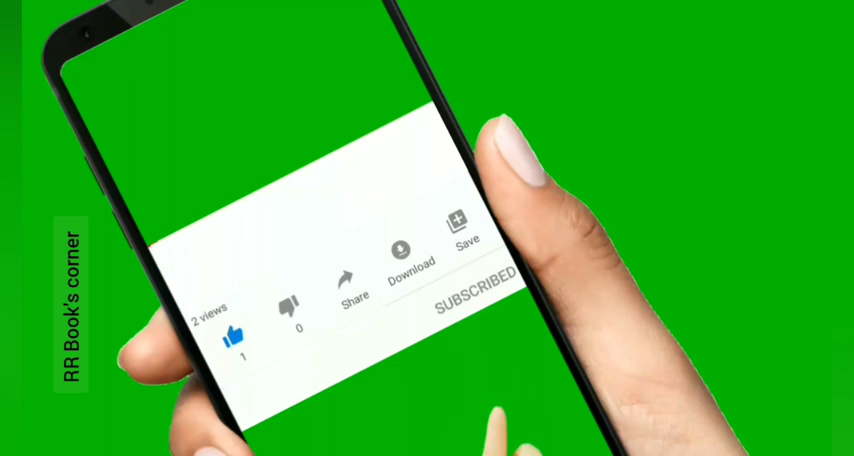 RR Book's corner
2 views
1
0
Share
Download
Save
SUBSCRIBED